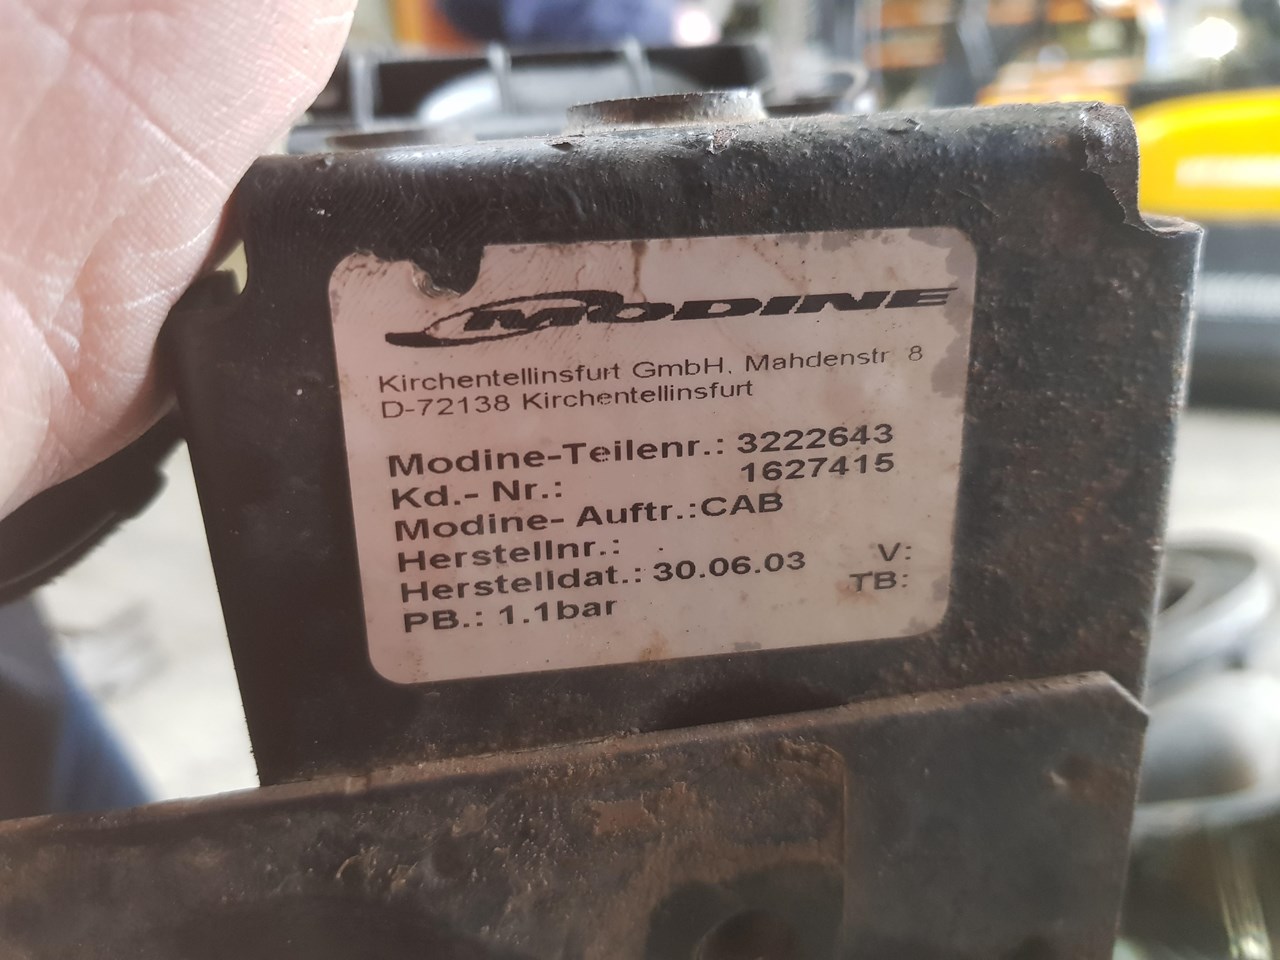 MODINE
Kirchentellinsfurt GmbH. Mahdenstr 8
D-72138 Kirchentellinsfurt
Modine-Teilenr.: 3222643
Kd.- Nr.: 1627415
Modine- Auftr.:CAB
Herstellnr.:
Herstelldat.: 30.06.03 V:
PB.: 1.1bar TB: